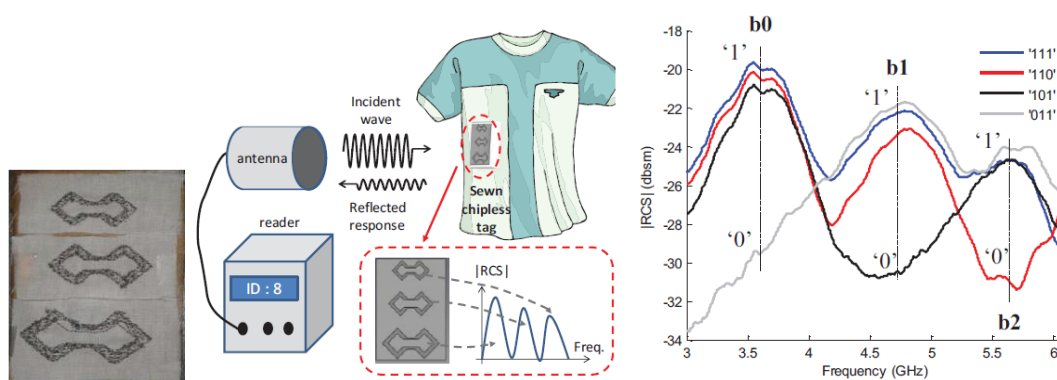 Incident
wave
antenna
Reflected
response
Sewn
chipless
tag
reader
ID : 8
|RCS|
Freq.
b0
b1
b2
'1'
'1'
'1'
'0'
'0'
'0'
'111'
'110'
'101'
'011'
|RCS| (dbsm)
-18
-20
-22
-24
-26
-28
-30
-32
-34
3
3.5
4
4.5
5
5.5
6
Frequency (GHz)